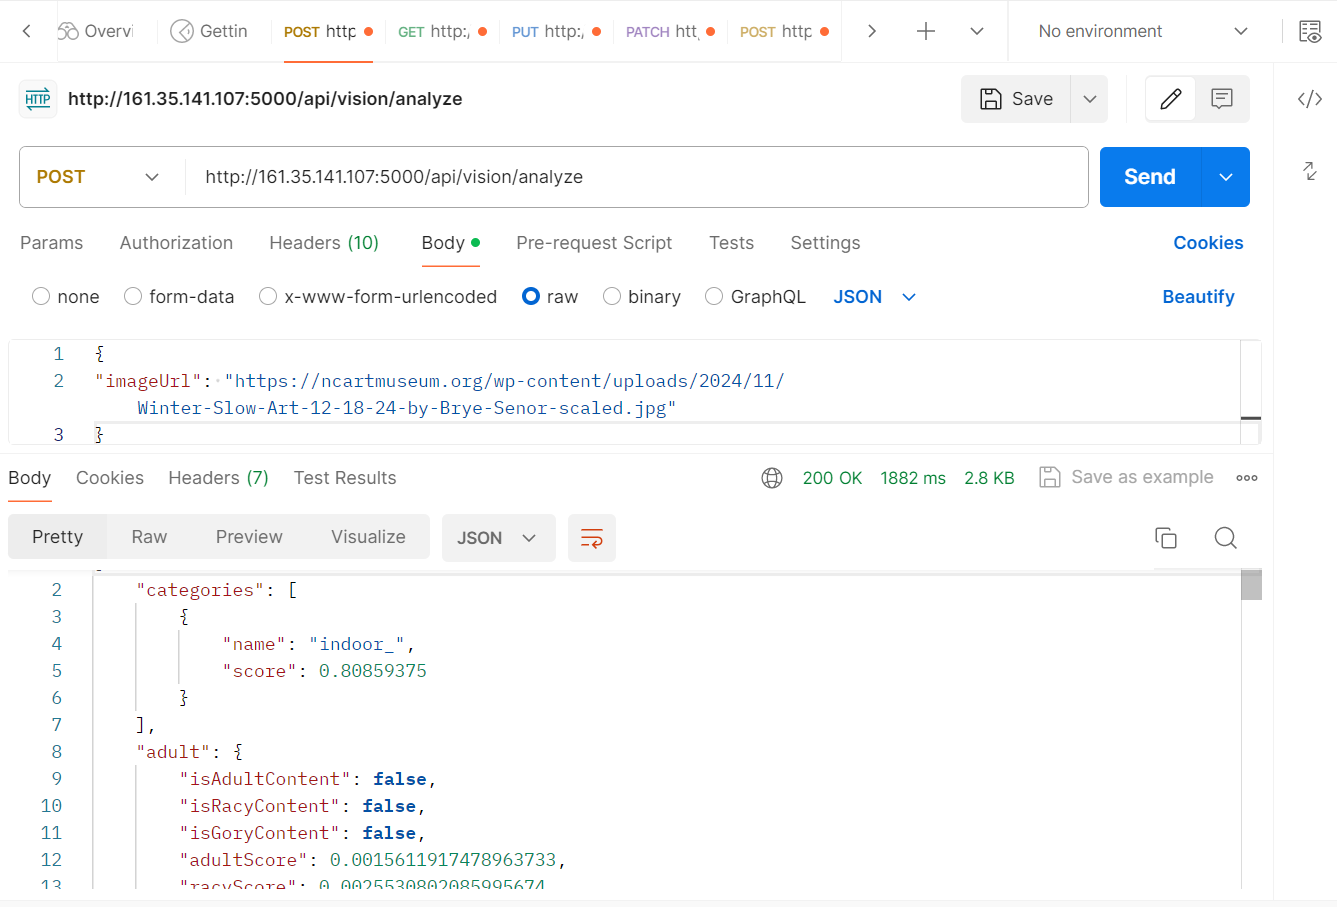 Overvi Gettin POST http GET http:/ PUT http:/ PATCH htt POST http No environment
HTTP http://161.35.141.107:5000/api/vision/analyze Save </>
POST http://161.35.141.107:5000/api/vision/analyze Send
Params Authorization Headers (10) Body Pre-request Script Tests Settings Cookies
none form-data x-www-form-urlencoded raw binary GraphQL JSON Beautify
1 {
2 "imageUrl": "https://ncartmuseum.org/wp-content/uploads/2024/11/
Winter-Slow-Art-12-18-24-by-Brye-Senor-scaled.jpg"
3 }
Body Cookies Headers (7) Test Results 200 OK 1882 ms 2.8 KB Save as example
Pretty Raw Preview Visualize JSON
2 "categories": [
3 {
4 "name": "indoor_",
5 "score": 0.80859375
6 }
7 ],
8 "adult": {
9 "isAdultContent": false,
10 "isRacyContent": false,
11 "isGoryContent": false,
12 "adultScore": 0.0015611917478963733,
13 "racyScore": 0.0025530802085995674